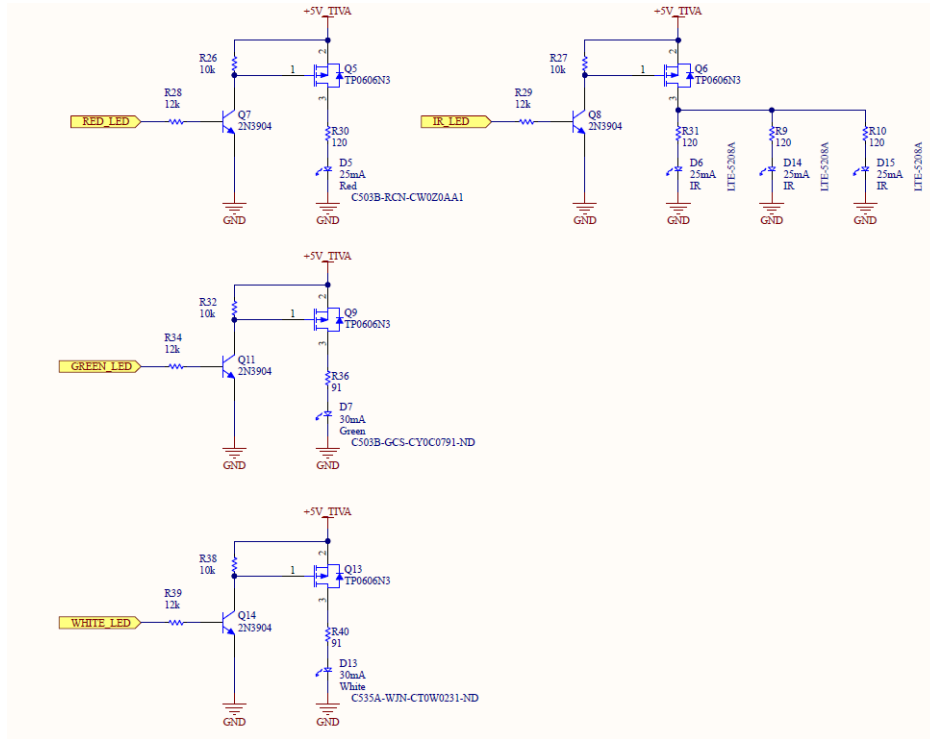 +5V_TIVA
R26
10k
2
1
Q5
TP0606N3
3
R28
12k
RED_LED
Q7
2N3904
R30
120
D5
25mA
Red
C503B-RCN-CW0Z0AA1
GND
GND
+5V_TIVA
R27
10k
2
1
Q6
TP0606N3
3
R29
12k
IR_LED
Q8
2N3904
R31
120
R9
120
R10
120
D6
25mA
IR
LTE-5208A
D14
25mA
IR
LTE-5208A
D15
25mA
IR
LTE-5208A
GND
GND
GND
GND
+5V_TIVA
R32
10k
2
1
Q9
TP0606N3
3
R34
12k
GREEN_LED
Q11
2N3904
R36
91
D7
30mA
Green
C503B-GCS-CY0C0791-ND
GND
GND
+5V_TIVA
R38
10k
2
1
Q13
TP0606N3
3
R39
12k
WHITE_LED
Q14
2N3904
R40
91
D13
30mA
White
C535A-WJN-CT0W0231-ND
GND
GND